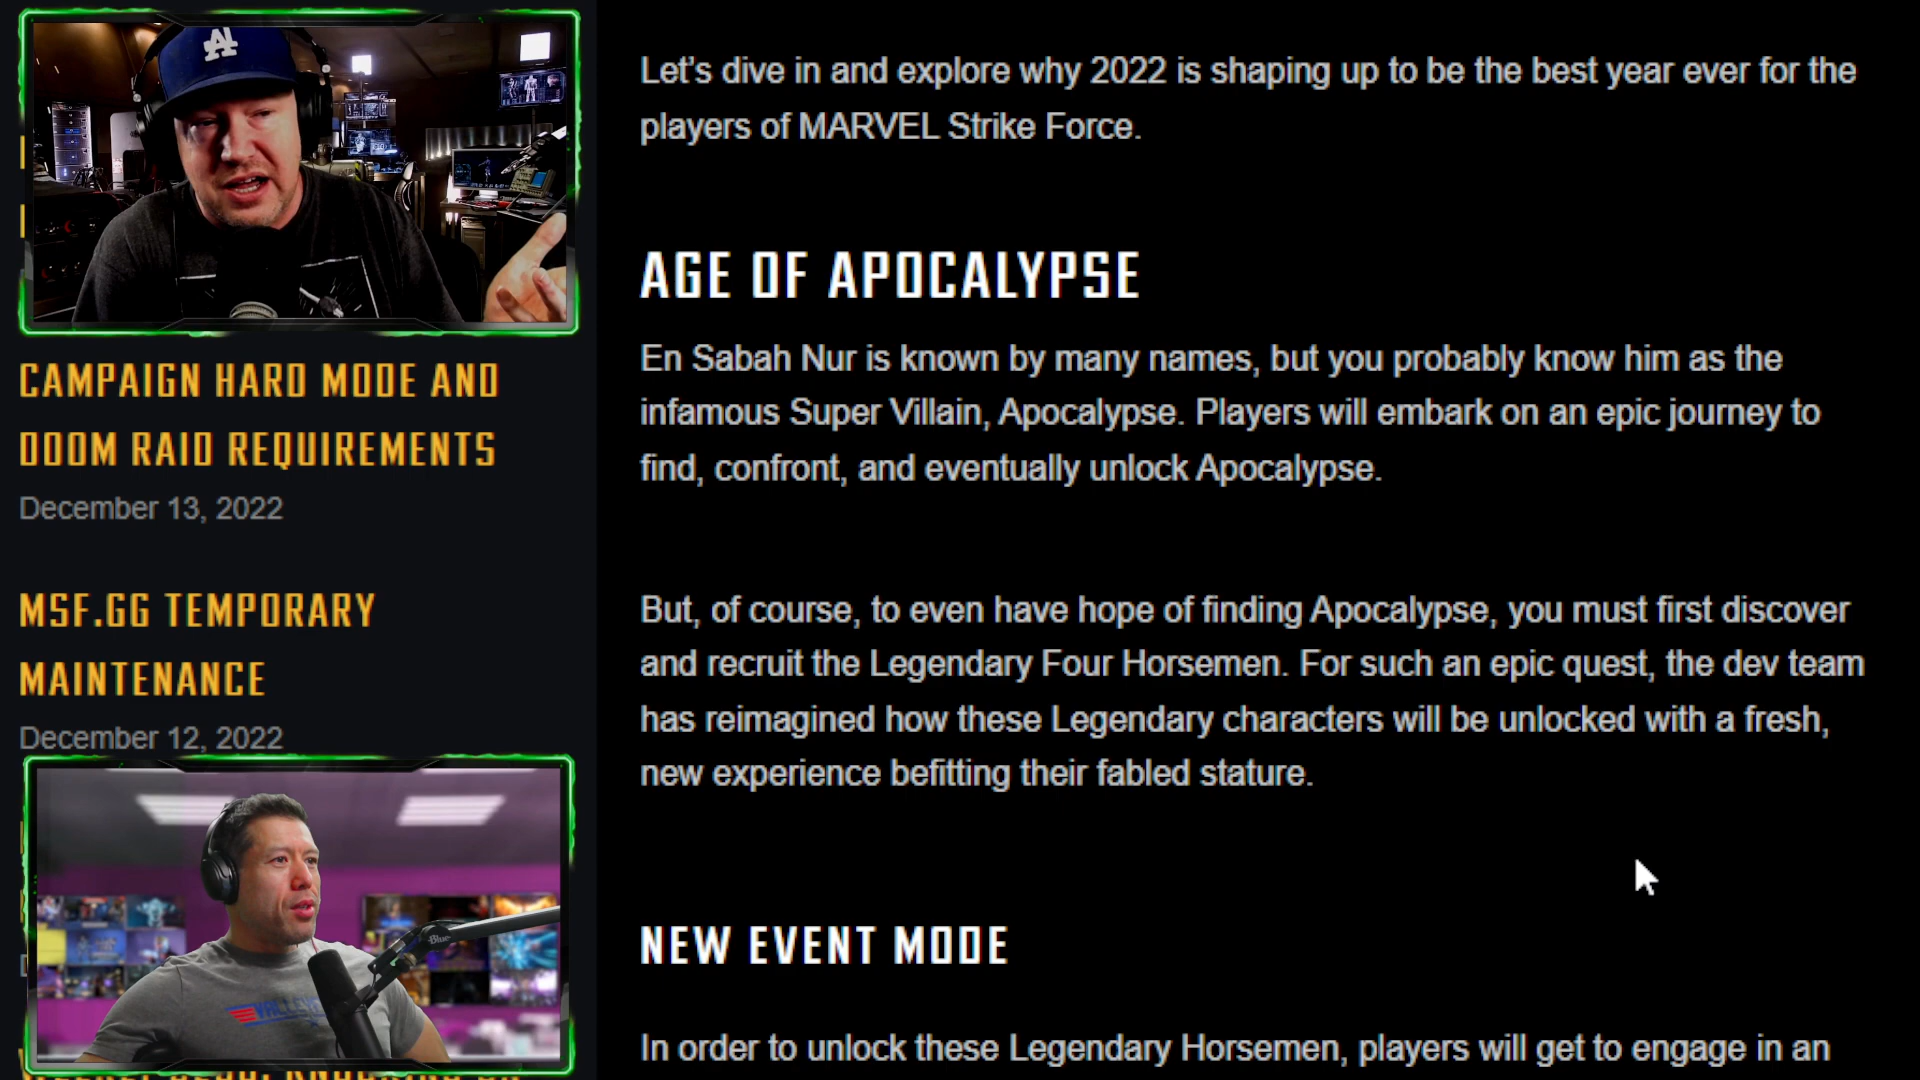 CAMPAIGN HARD MODE AND
DOOM RAID REQUIREMENTS
December 13, 2022
MSF.GG TEMPORARY
MAINTENANCE
December 12, 2022
Let's dive in and explore why 2022 is shaping up to be the best year ever for the
players of MARVEL Strike Force.
AGE OF APOCALYPSE
En Sabah Nur is known by many names, but you probably know him as the
infamous Super Villain, Apocalypse. Players will embark on an epic journey to
find, confront, and eventually unlock Apocalypse.
But, of course, to even have hope of finding Apocalypse, you must first discover
and recruit the Legendary Four Horsemen. For such an epic quest, the dev team
has reimagined how these Legendary characters will be unlocked with a fresh,
new experience befitting their fabled stature.
NEW EVENT MODE
In order to unlock these Legendary Horsemen, players will get to engage in an
LA
Blue